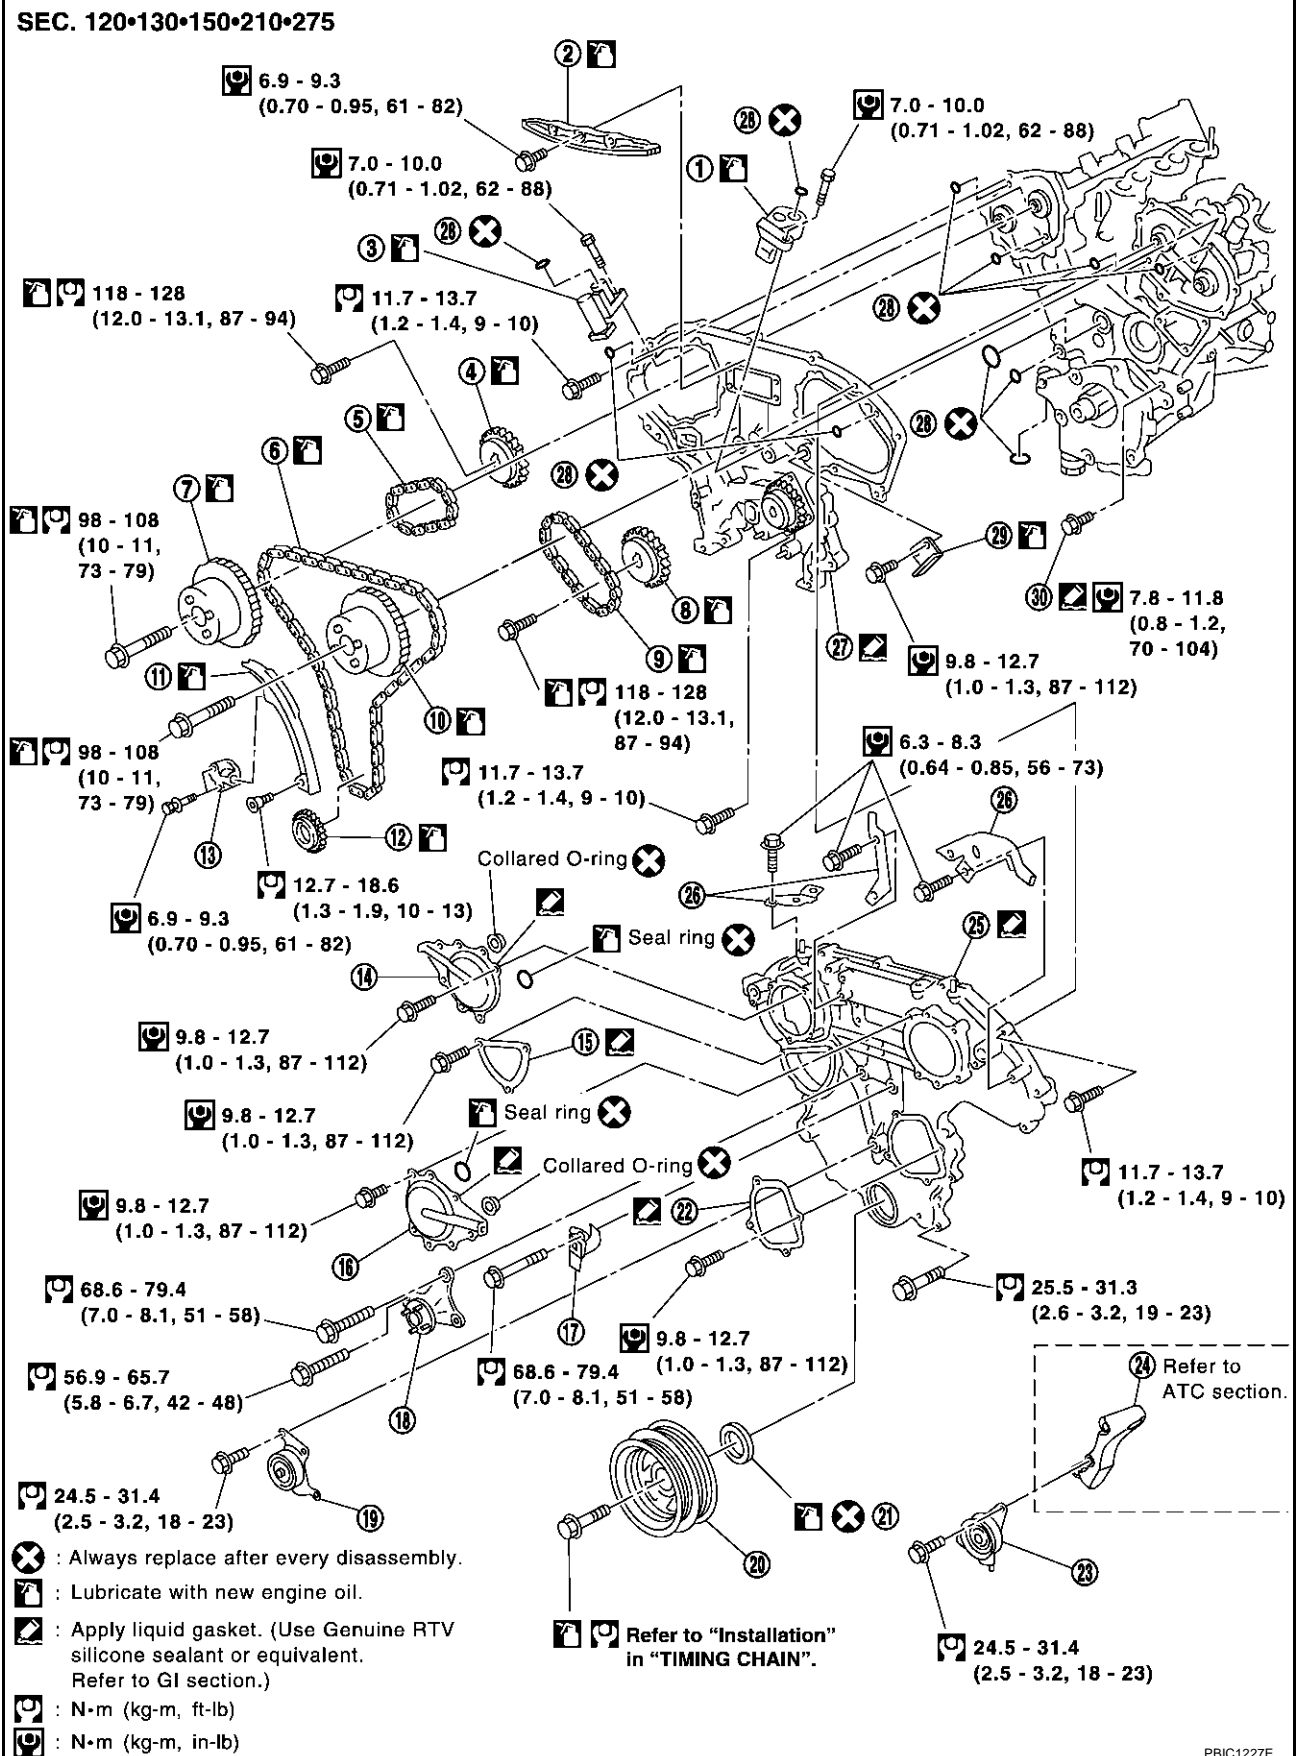 SEC. 120•130•150•210•275
2
6.9 - 9.3
(0.70 - 0.95, 61 - 82)
28
7.0 - 10.0
(0.71 - 1.02, 62 - 88)
7.0 - 10.0
(0.71 - 1.02, 62 - 88)
1
28
3
118 - 128
(12.0 - 13.1, 87 - 94)
11.7 - 13.7
(1.2 - 1.4, 9 - 10)
28
4
5
6
28
28
7
98 - 108
(10 - 11,
73 - 79)
29
8
30
7.8 - 11.8
(0.8 - 1.2,
70 - 104)
27
9
9.8 - 12.7
(1.0 - 1.3, 87 - 112)
11
118 - 128
(12.0 - 13.1,
87 - 94)
10
98 - 108
(10 - 11,
73 - 79)
6.3 - 8.3
(0.64 - 0.85, 56 - 73)
11.7 - 13.7
(1.2 - 1.4, 9 - 10)
26
13
12
Collared O-ring
12.7 - 18.6
(1.3 - 1.9, 10 - 13)
26
6.9 - 9.3
(0.70 - 0.95, 61 - 82)
Seal ring
25
14
9.8 - 12.7
(1.0 - 1.3, 87 - 112)
15
9.8 - 12.7
(1.0 - 1.3, 87 - 112)
Seal ring
Collared O-ring
11.7 - 13.7
(1.2 - 1.4, 9 - 10)
9.8 - 12.7
(1.0 - 1.3, 87 - 112)
22
16
68.6 - 79.4
(7.0 - 8.1, 51 - 58)
25.5 - 31.3
(2.6 - 3.2, 19 - 23)
17
9.8 - 12.7
(1.0 - 1.3, 87 - 112)
56.9 - 65.7
(5.8 - 6.7, 42 - 48)
68.6 - 79.4
(7.0 - 8.1, 51 - 58)
24 Refer to
ATC section.
18
24.5 - 31.4
(2.5 - 3.2, 18 - 23)
19
21
20
23
: Always replace after every disassembly.
: Lubricate with new engine oil.
: Apply liquid gasket. (Use Genuine RTV
silicone sealant or equivalent.
Refer to GI section.)
: N•m (kg-m, ft-lb)
: N•m (kg-m, in-lb)
Refer to "Installation"
in "TIMING CHAIN".
24.5 - 31.4
(2.5 - 3.2, 18 - 23)
PBIC1227E